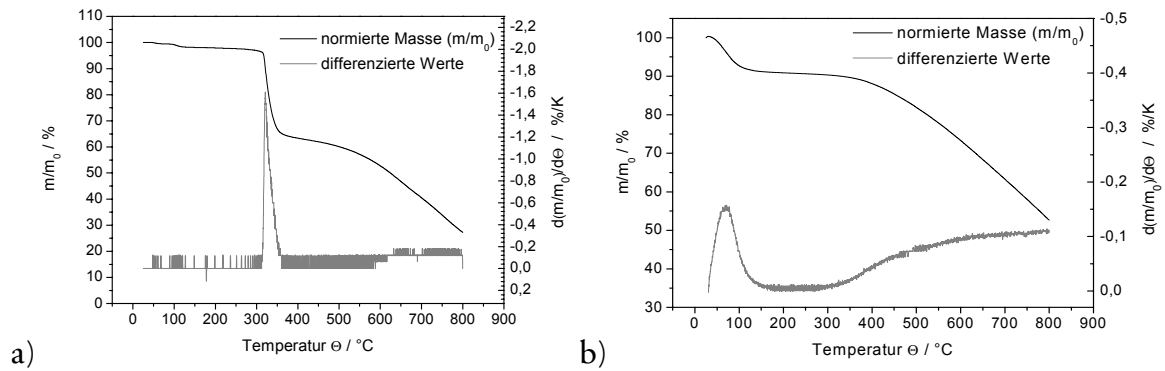 110
100
90
80
70
60
50
40
30
20
10
0
m/m0 / %
0 100 200 300 400 500 600 700 800 900
Temperatur Θ / °C
normierte Masse (m/m0)
differenzierte Werte
-2,2
-2,0
-1,8
-1,6
-1,4
-1,2
-1,0
-0,8
-0,6
-0,4
-0,2
0,0
0,2
d(m/m0)/dΘ / %/K
a)
100
90
80
70
60
50
40
30
m/m0 / %
0 100 200 300 400 500 600 700 800 900
Temperatur Θ / °C
normierte Masse (m/m0)
differenzierte Werte
-0,5
-0,4
-0,3
-0,2
-0,1
-0,0
d(m/m0)/dΘ / %/K
b)